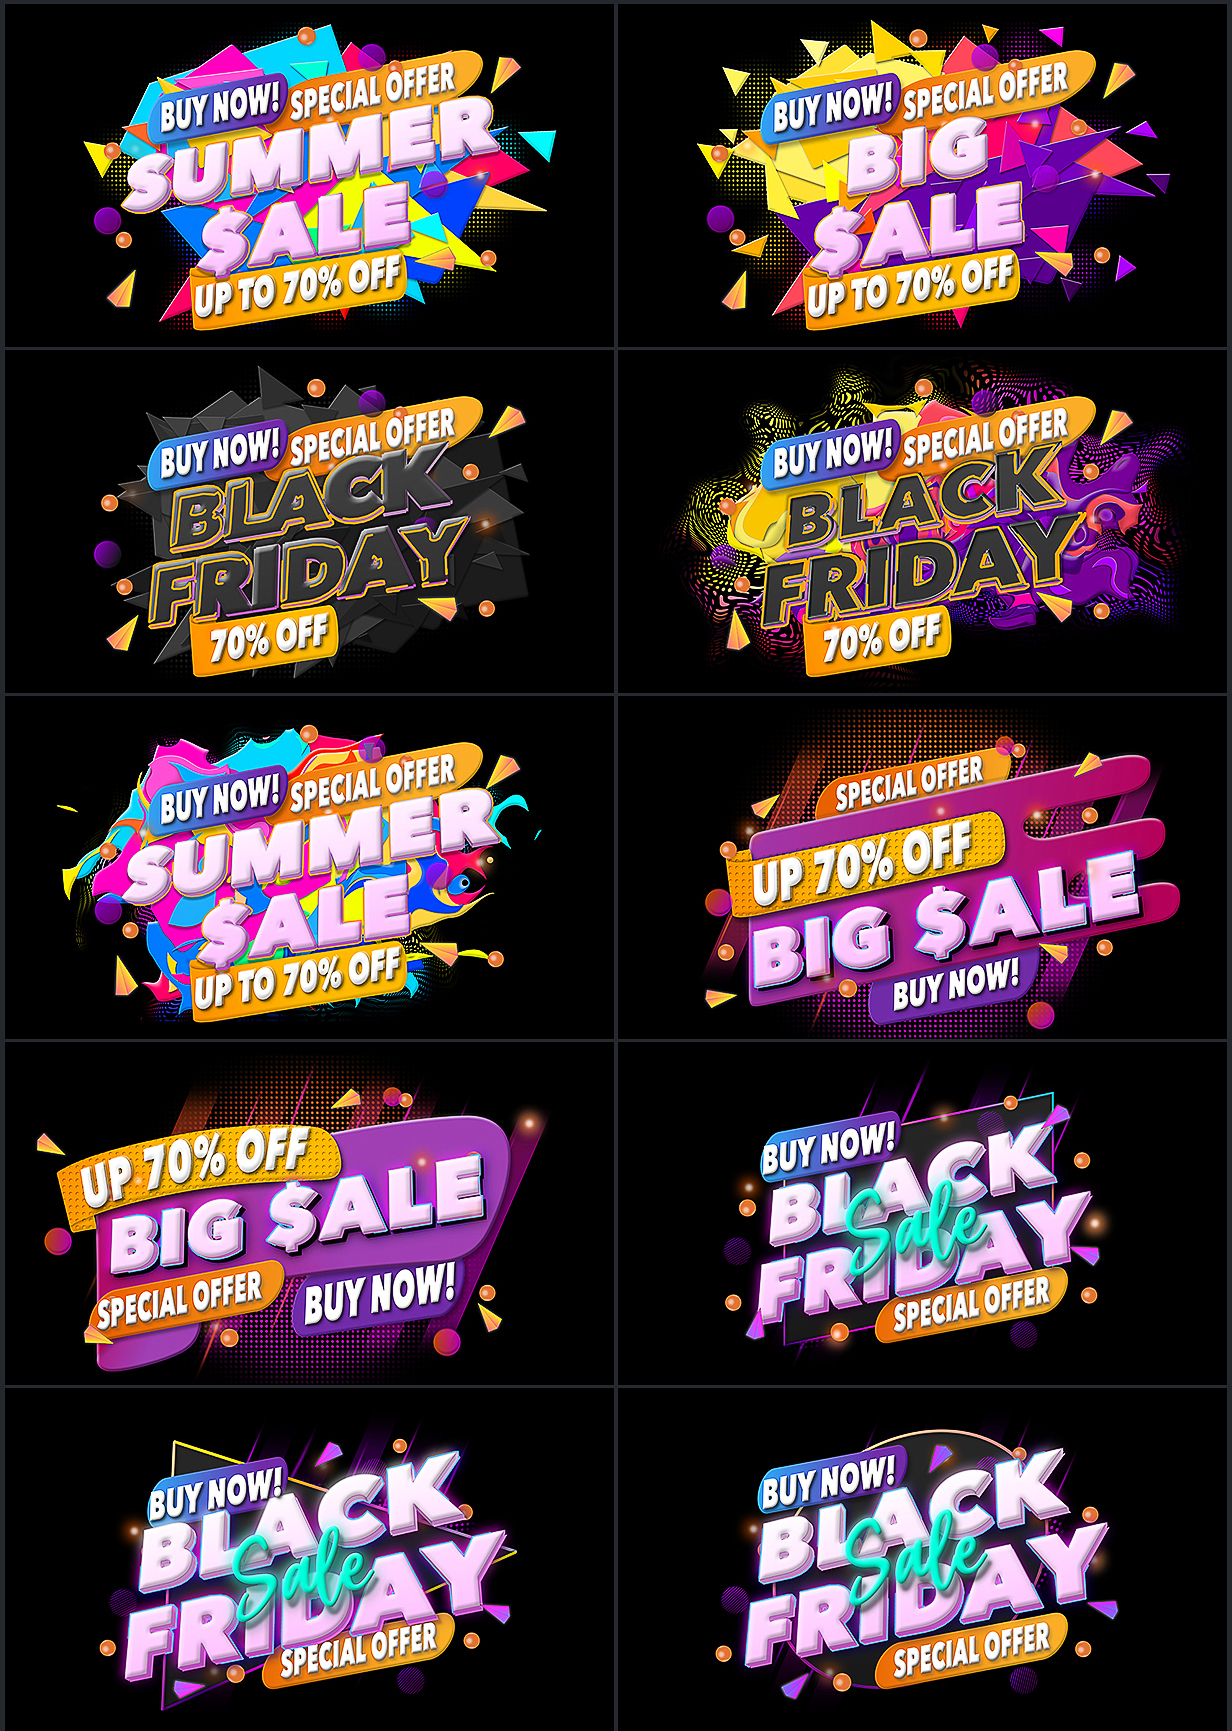 BUY NOW! SPECIAL OFFER
SUMMER
$ALE
UP TO 70% OFF
BUY NOW! SPECIAL OFFER
BIG
$ALE
UP TO 70% OFF
BUY NOW! SPECIAL OFFER
BLACK
FRIDAY
70% OFF
BUY NOW! SPECIAL OFFER
BLACK
FRIDAY
70% OFF
BUY NOW! SPECIAL OFFER
SUMMER
$ALE
UP TO 70% OFF
SPECIAL OFFER
UP 70% OFF
BIG $ALE
BUY NOW!
UP 70% OFF
BIG $ALE
SPECIAL OFFER
BUY NOW!
BUY NOW!
BLACK
Sale
FRIDAY
SPECIAL OFFER
BUY NOW!
BLACK
Sale
FRIDAY
SPECIAL OFFER
BUY NOW!
BLACK
Sale
FRIDAY
SPECIAL OFFER